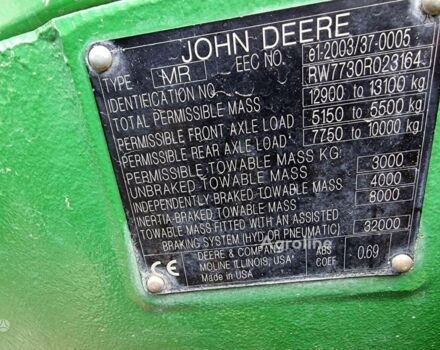 JOHN DEERE
TYPE MR EEC NO. e1-2003/37-0005
IDENTIFICATION NO. RW7730R023164
TOTAL PERMISSIBLE MASS 12900 to 13100 kg
PERMISSIBLE FRONT AXLE LOAD 5150 to 5500 kg
PERMISSIBLE REAR AXLE LOAD 7750 to 10000 kg
PERMISSIBLE TOWABLE MASS KG:
UNBRAKED TOWABLE MASS 3000
INDEPENDENTLY-BRAKED TOWABLE MASS 4000
INERTIA-BRAKED TOWABLE MASS 8000
TOWABLE MASS FITTED WITH AN ASSISTED
BRAKING SYSTEM (HYD. OR PNEUMATIC) 32000
CE
DEERE & COMPANY
MOLINE ILLINOIS, USA
Made in USA
ABS
COEF 0.69
Agroline